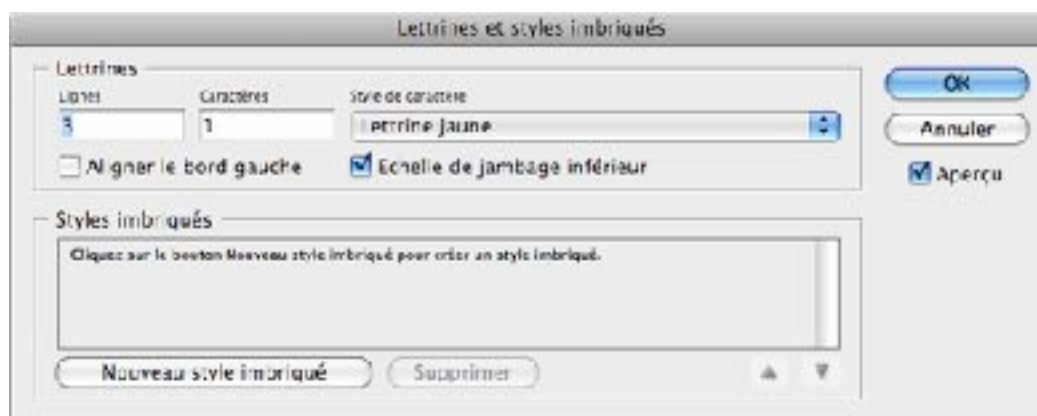 Lettrines et styles imbriqués
Lettrines
Lignes Caractères Style de caractère
3 1 Lettrine jaune
Aligner le bord gauche Echelle de jambage inférieur
OK
Annuler
Aperçu
Styles imbriqués
Cliquez sur le bouton Nouveau style imbriqué pour créer un style imbriqué.
Nouveau style imbriqué Supprimer